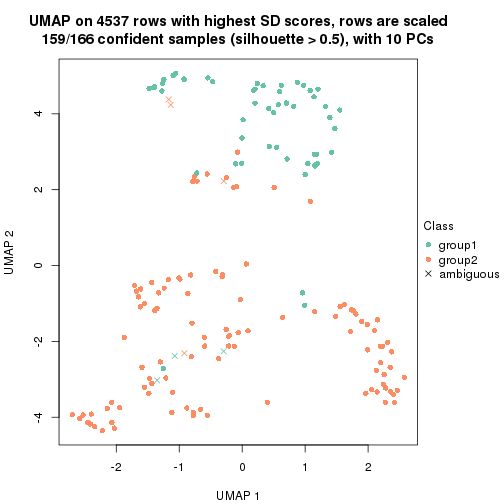 UMAP on 4537 rows with highest SD scores, rows are scaled
159/166 confident samples (silhouette > 0.5), with 10 PCs
4
2
0
-2
-4
UMAP 2
-2
-1
0
1
2
UMAP 1
Class
group1
group2
ambiguous